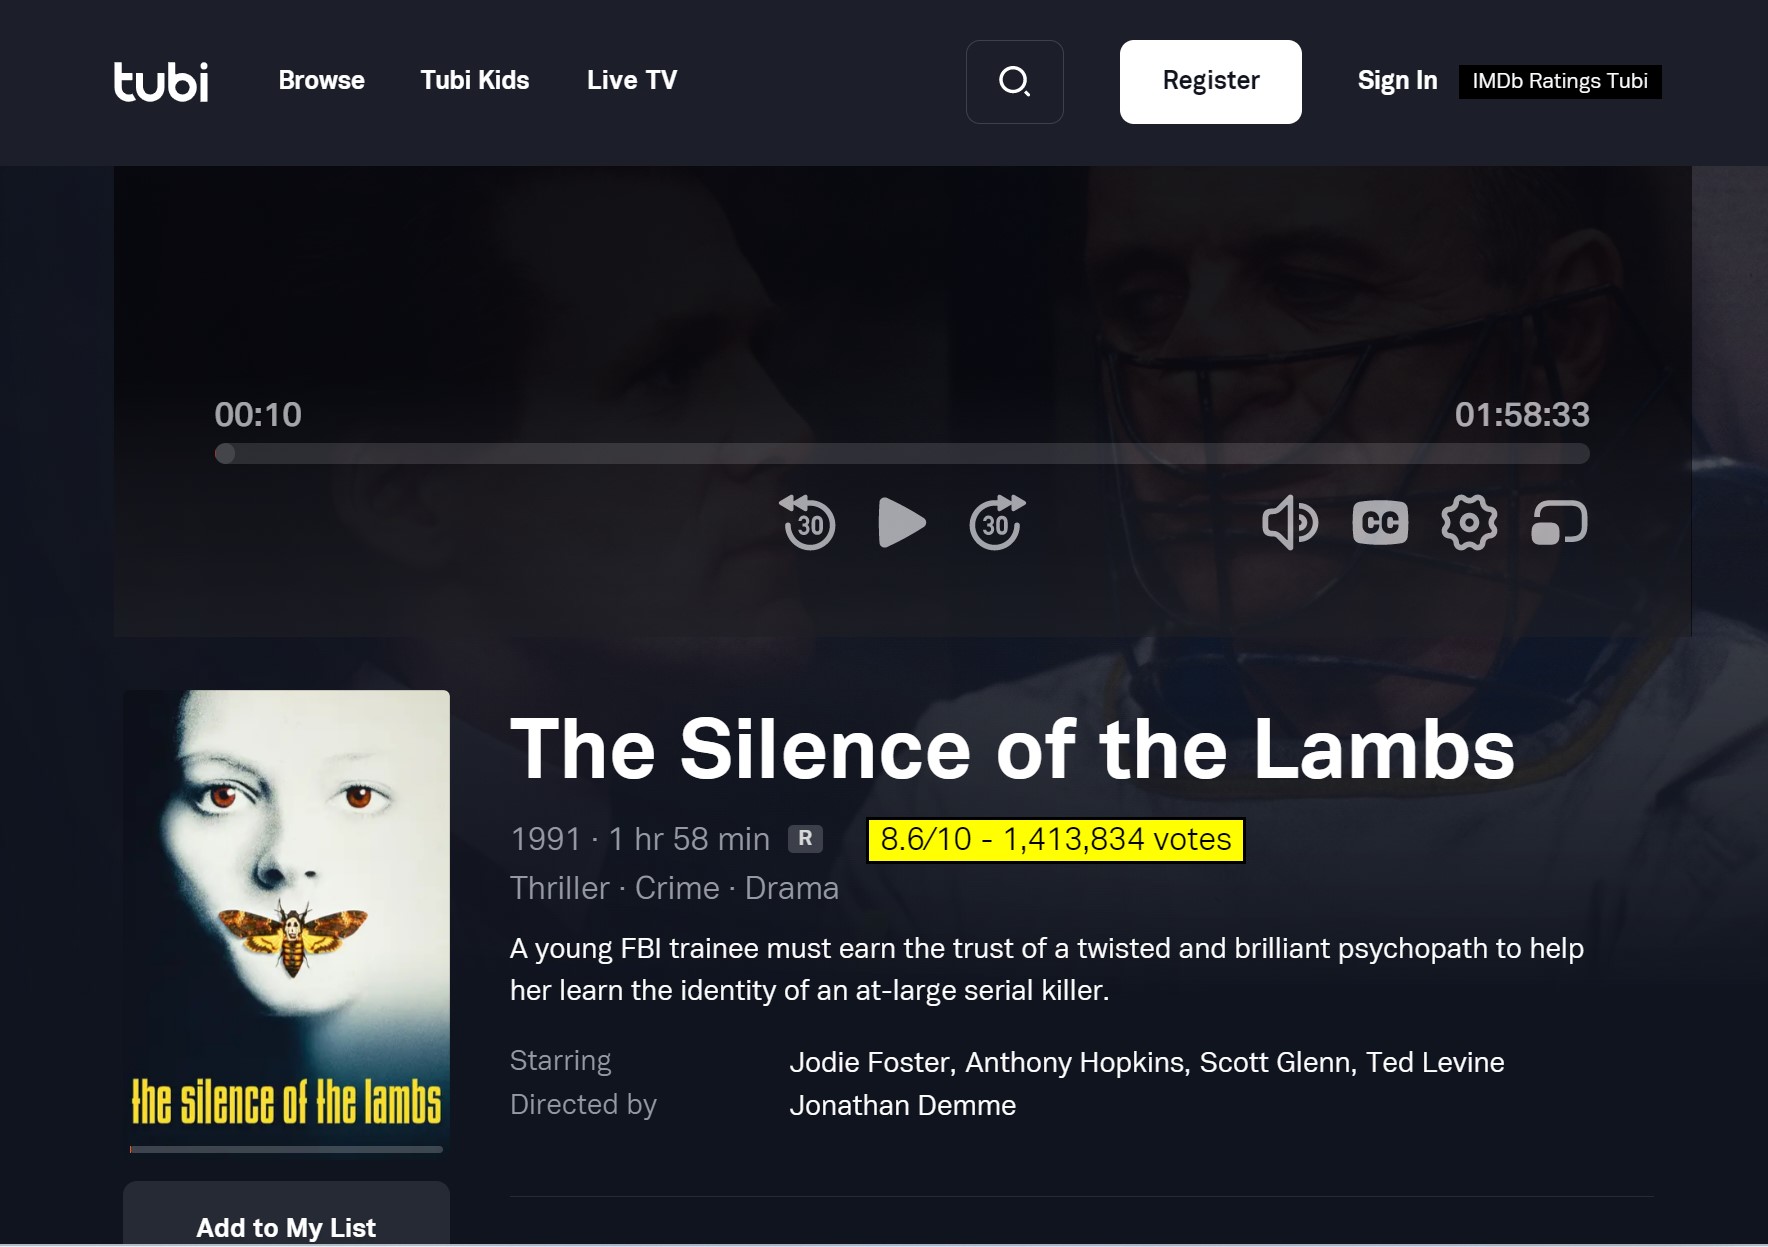 tubi Browse Tubi Kids Live TV Register Sign In IMDb Ratings Tubi
00:10 01:58:33
30 30 CC
The Silence of the Lambs
1991 · 1 hr 58 min R 8.6/10 - 1,413,834 votes
Thriller · Crime · Drama
A young FBI trainee must earn the trust of a twisted and brilliant psychopath to help
her learn the identity of an at-large serial killer.
Starring Jodie Foster, Anthony Hopkins, Scott Glenn, Ted Levine
Directed by Jonathan Demme
the silence of the lambs
Add to My List